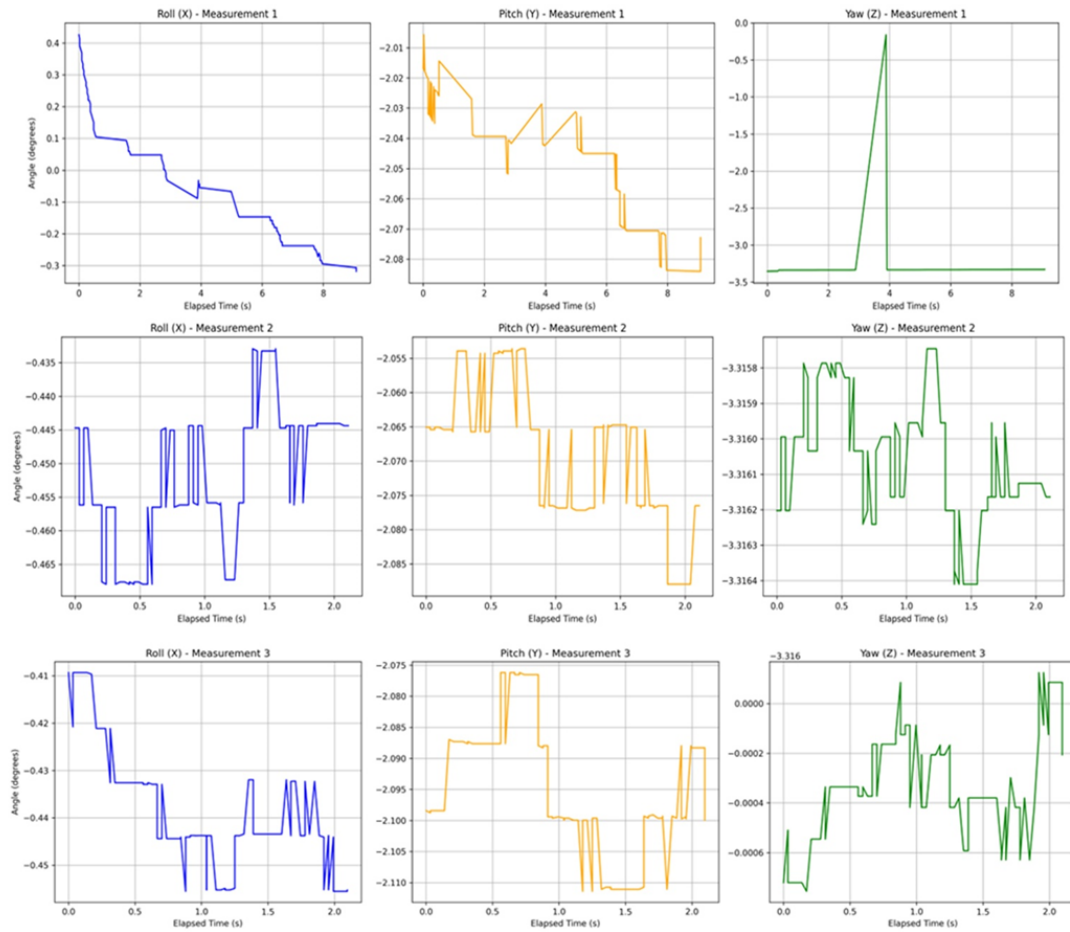 Roll (X) - Measurement 1
Pitch (Y) - Measurement 1
Yaw (Z) - Measurement 1
Angle (degrees)
0.4
0.3
0.2
0.1
0.0
−0.1
−0.2
−0.3
0 2 4 6 8
Elapsed Time (s)
−2.01
−2.02
−2.03
−2.04
−2.05
−2.06
−2.07
−2.08
0 2 4 6 8
Elapsed Time (s)
0.0
−0.5
−1.0
−1.5
−2.0
−2.5
−3.0
−3.5
0 2 4 6 8
Elapsed Time (s)
Roll (X) - Measurement 2
Pitch (Y) - Measurement 2
Yaw (Z) - Measurement 2
Angle (degrees)
−0.435
−0.440
−0.445
−0.450
−0.455
−0.460
−0.465
0.0 0.5 1.0 1.5 2.0
Elapsed Time (s)
−2.055
−2.060
−2.065
−2.070
−2.075
−2.080
−2.085
0.0 0.5 1.0 1.5 2.0
Elapsed Time (s)
−3.3158
−3.3159
−3.3160
−3.3161
−3.3162
−3.3163
−3.3164
0.0 0.5 1.0 1.5 2.0
Elapsed Time (s)
Roll (X) - Measurement 3
Pitch (Y) - Measurement 3
Yaw (Z) - Measurement 3
Angle (degrees)
−0.41
−0.42
−0.43
−0.44
−0.45
0.0 0.5 1.0 1.5 2.0
Elapsed Time (s)
−2.075
−2.080
−2.085
−2.090
−2.095
−2.100
−2.105
−2.110
0.0 0.5 1.0 1.5 2.0
Elapsed Time (s)
−3.316
0.0000
−0.0002
−0.0004
−0.0006
0.0 0.5 1.0 1.5 2.0
Elapsed Time (s)